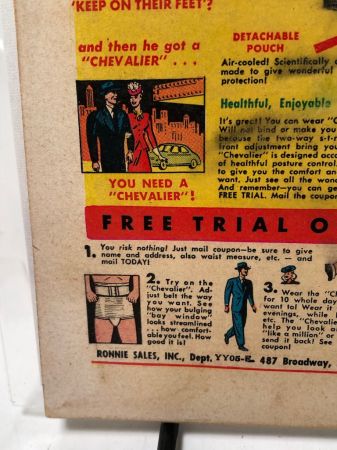 "KEEP ON THEIR FEET"?
and then he got a
"CHEVALIER" . . .
YOU NEED A
"CHEVALIER"!
DETACHABLE
POUCH
Air-cooled! Scientifically
made to give wonderful
protection!
Healthful, Enjoyable
It's great! You can wear "C
Will not bind or make you
because the two-way s-t-r-
front adjustment bring you
"Chevalier" is designed acco
of healthful posture control.
to give you the comfort an
want. Just see all the wond
And remember—you can ge
FREE TRIAL. Mail the coupon
FREE TRIAL O
1. You risk nothing! Just mail coupon—be sure to give
name and address, also waist measure, etc. — and
mail TODAY!
2. Try on the
"Chevalier". Ad-
just belt the way
you want. See
how your bulging
"bay window"
looks streamlined
. . . how comfort-
able you feel. How
good it is!
3. Wear the "Ch
for 10 whole day
want to! Wear it
evenings, while
etc. The "Chevalie
help you look a
"like a million" or
send it back! See
coupon!
RONNIE SALES, INC., Dept. YY05-E, 487 Broadway,